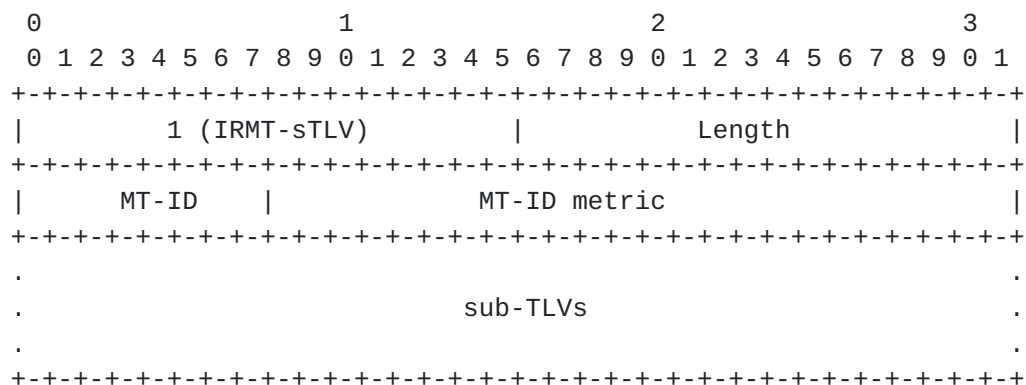 0                   1                   2                   3
 0 1 2 3 4 5 6 7 8 9 0 1 2 3 4 5 6 7 8 9 0 1 2 3 4 5 6 7 8 9 0 1
+-+-+-+-+-+-+-+-+-+-+-+-+-+-+-+-+-+-+-+-+-+-+-+-+-+-+-+-+-+-+-+-+
|         1 (IRMT-sTLV)         |           Length              |
+-+-+-+-+-+-+-+-+-+-+-+-+-+-+-+-+-+-+-+-+-+-+-+-+-+-+-+-+-+-+-+-+
|      MT-ID    |             MT-ID metric                      |
+-+-+-+-+-+-+-+-+-+-+-+-+-+-+-+-+-+-+-+-+-+-+-+-+-+-+-+-+-+-+-+-+
.                                                               .
.                            sub-TLVs                           .
.                                                               .
+-+-+-+-+-+-+-+-+-+-+-+-+-+-+-+-+-+-+-+-+-+-+-+-+-+-+-+-+-+-+-+-+